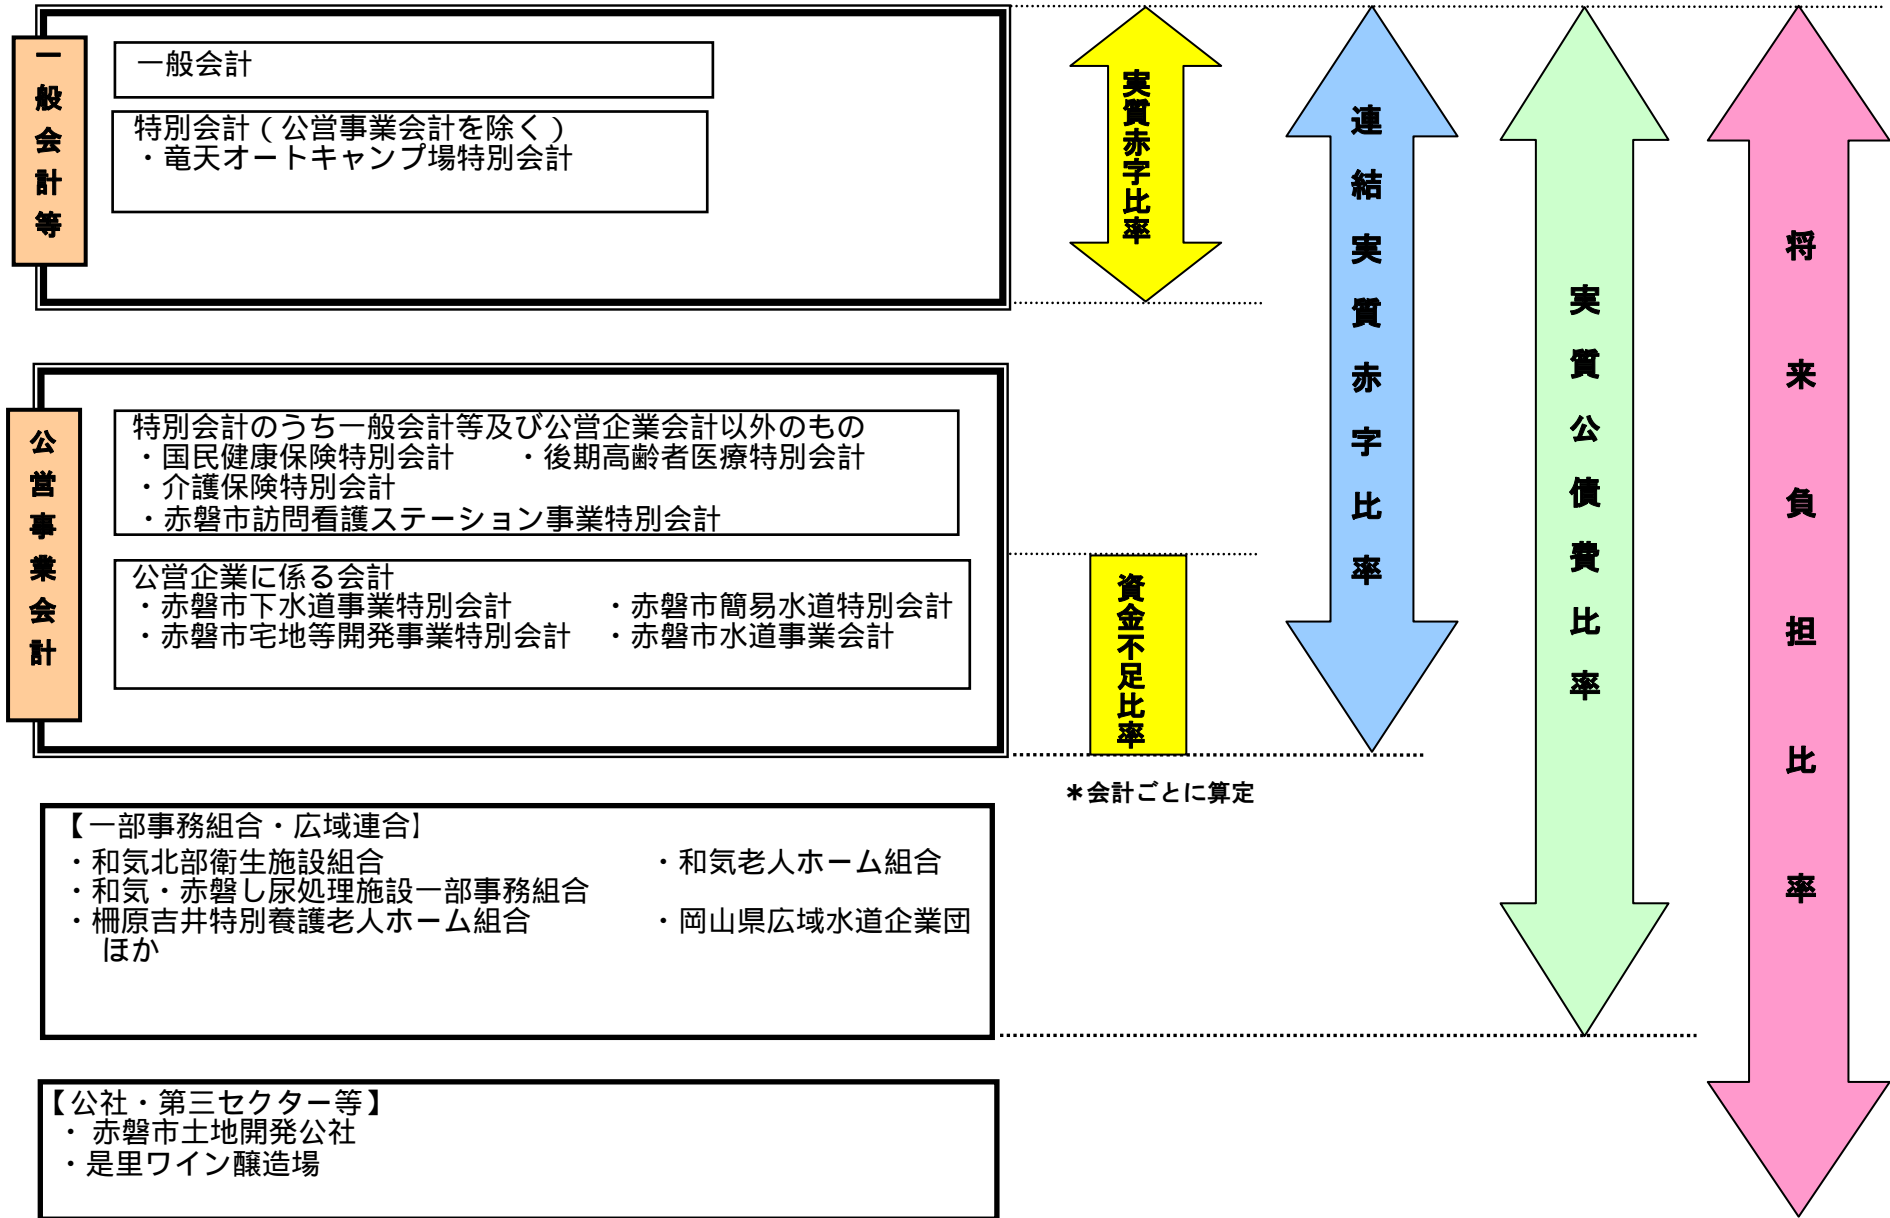 一般会計等
一般会計
特別会計（公営事業会計を除く）
・竜天オートキャンプ場特別会計
公営事業会計
特別会計のうち一般会計等及び公営企業会計以外のもの
・国民健康保険特別会計　・後期高齢者医療特別会計
・介護保険特別会計
・赤磐市訪問看護ステーション事業特別会計
公営企業に係る会計
・赤磐市下水道事業特別会計　・赤磐市簡易水道特別会計
・赤磐市宅地等開発事業特別会計　・赤磐市水道事業会計
【一部事務組合・広域連合】
・和気北部衛生施設組合　・和気老人ホーム組合
・和気・赤磐し尿処理施設一部事務組合
・柵原吉井特別養護老人ホーム組合　・岡山県広域水道企業団
ほか
【公社・第三セクター等】
・赤磐市土地開発公社
・是里ワイン醸造場
実質赤字比率
資金不足比率
＊会計ごとに算定
連結実質赤字比率
実質公債費比率
将来負担比率